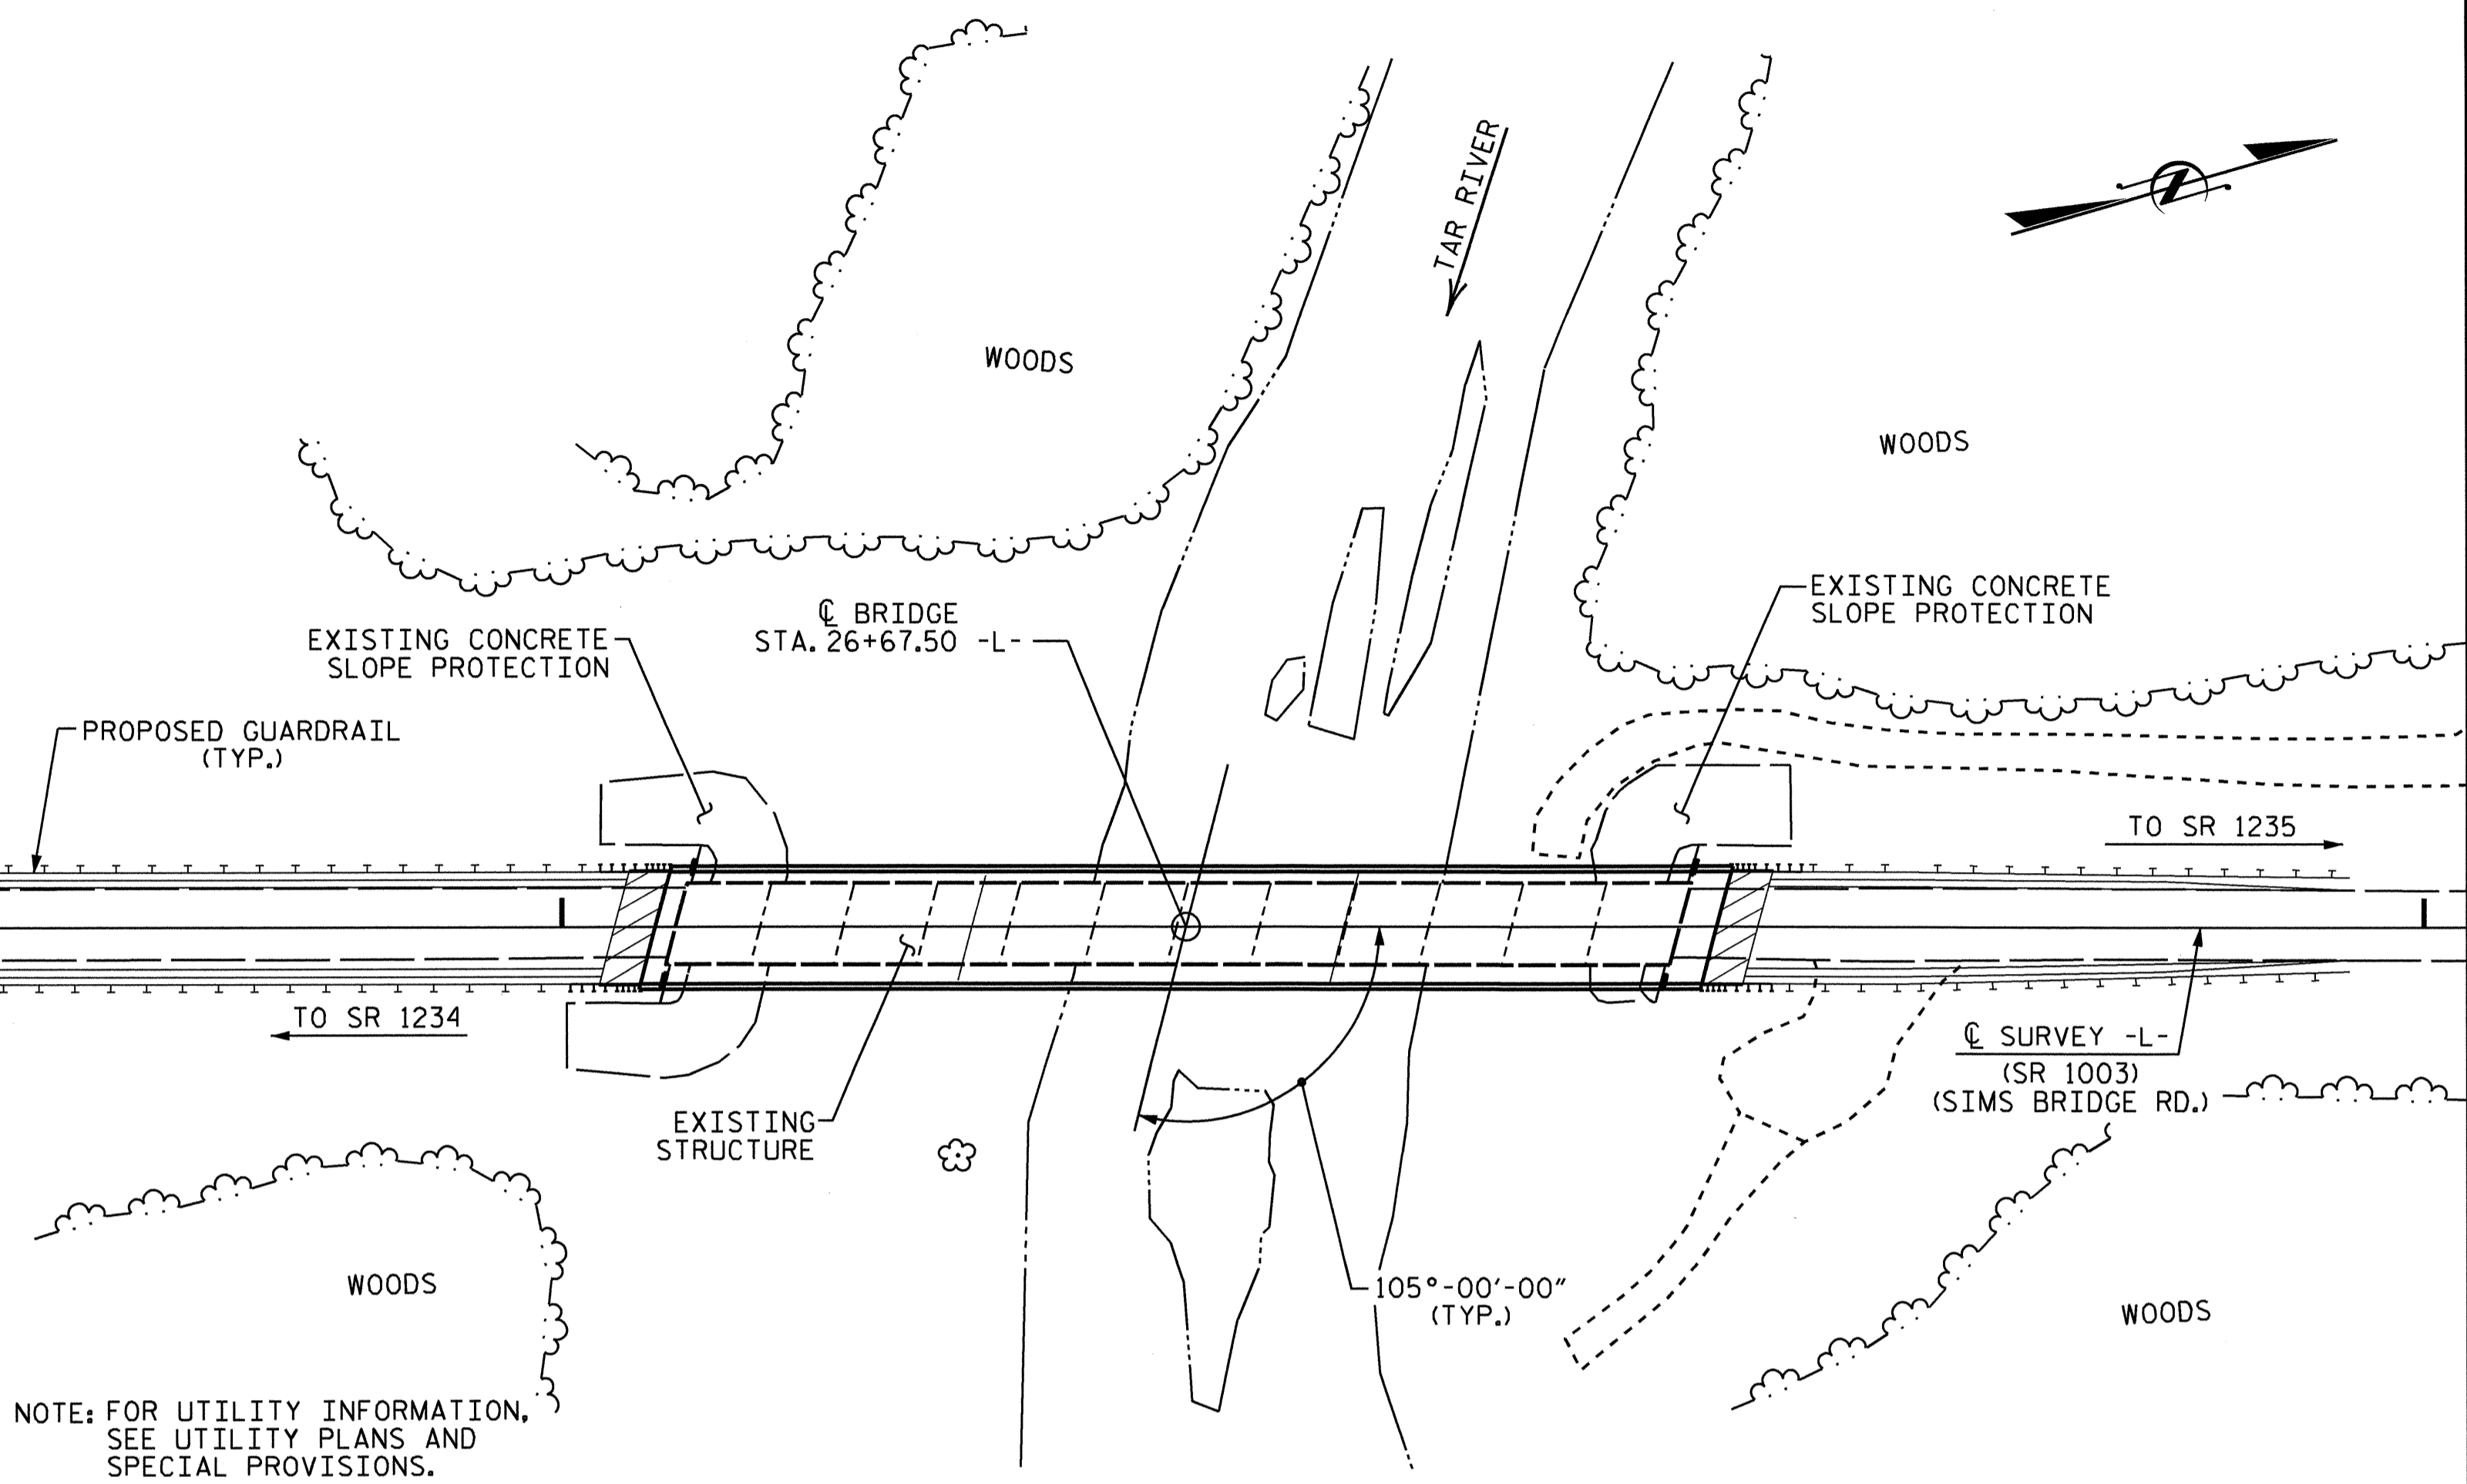 TAR RIVER
WOODS
WOODS
℄ BRIDGE
STA. 26+67.50 -L-
EXISTING CONCRETE
SLOPE PROTECTION
EXISTING CONCRETE
SLOPE PROTECTION
PROPOSED GUARDRAIL
(TYP.)
TO SR 1235
TO SR 1234
℄ SURVEY -L-
(SR 1003)
(SIMS BRIDGE RD.)
EXISTING
STRUCTURE
105°-00'-00"
(TYP.)
WOODS
WOODS
NOTE: FOR UTILITY INFORMATION,
SEE UTILITY PLANS AND
SPECIAL PROVISIONS.